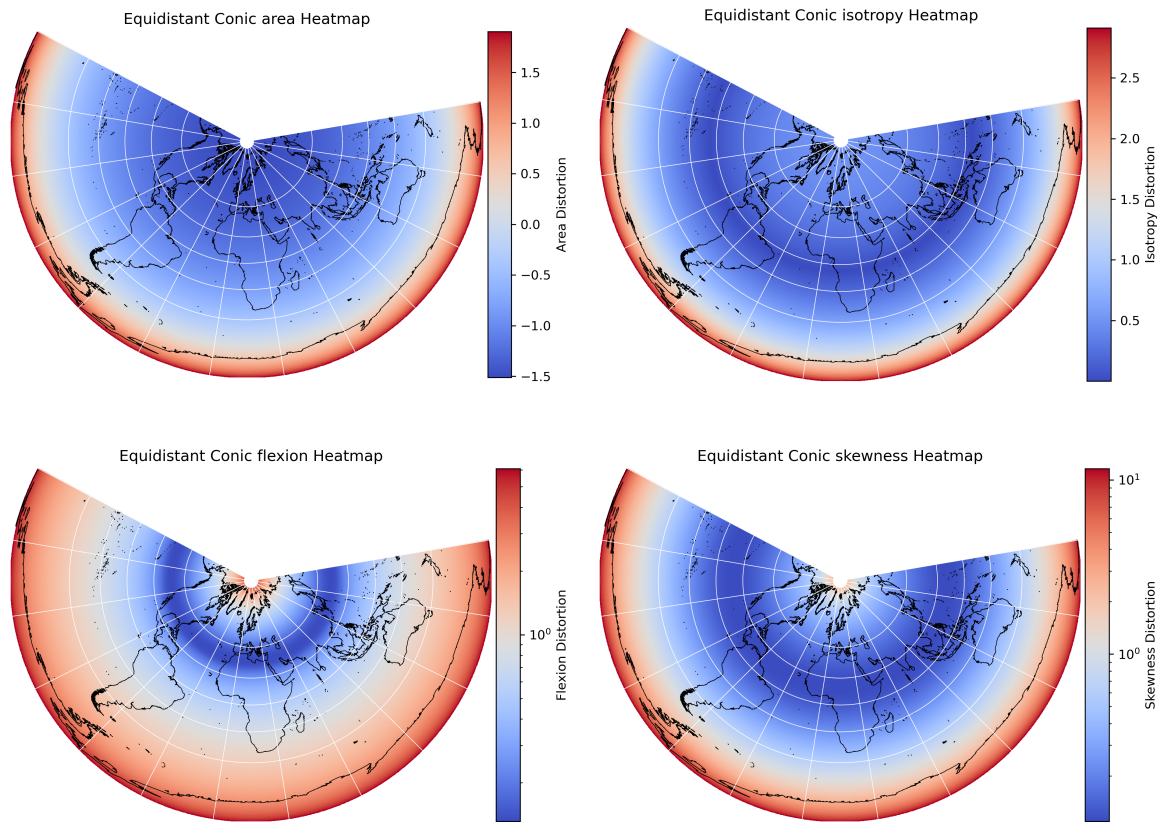 Equidistant Conic area Heatmap
1.5
1.0
0.5
0.0
−0.5
−1.0
−1.5
Area Distortion
Equidistant Conic isotropy Heatmap
2.5
2.0
1.5
1.0
0.5
Isotropy Distortion
Equidistant Conic flexion Heatmap
10⁰
Flexion Distortion
Equidistant Conic skewness Heatmap
10¹
10⁰
Skewness Distortion